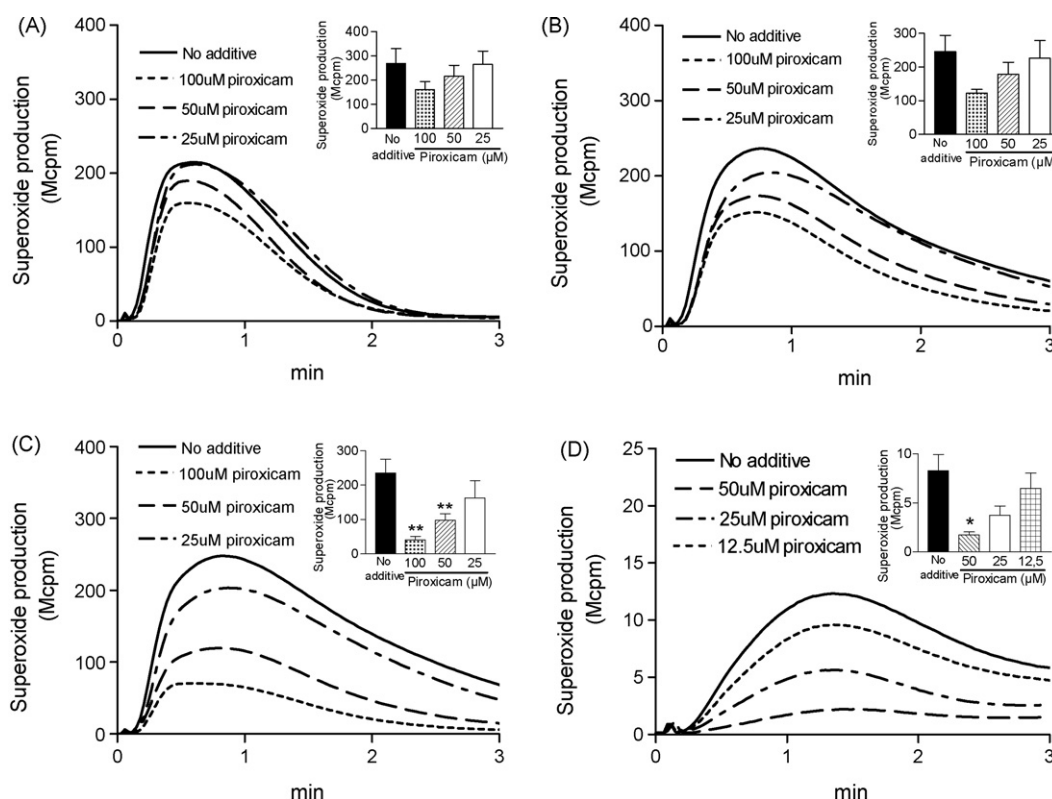 (A)
400
300
200
100
0
Superoxide production
(Mcpm)
No additive
100uM piroxicam
50uM piroxicam
25uM piroxicam
Superoxide production
(Mcpm)
400
300
200
100
0
No
additive
100 50 25
Piroxicam (µM)
0 1 2 3
min
(B)
400
300
200
100
0
Superoxide production
(Mcpm)
No additive
100uM piroxicam
50uM piroxicam
25uM piroxicam
Superoxide production
(Mcpm)
300
200
100
0
No
additive
100 50 25
Piroxicam (µM)
0 1 2 3
min
(C)
400
300
200
100
0
Superoxide production
(Mcpm)
No additive
100uM piroxicam
50uM piroxicam
25uM piroxicam
Superoxide production
(Mcpm)
300
200
100
0
** **
No
additive
100 50 25
Piroxicam (µM)
0 1 2 3
min
(D)
25
20
15
10
5
0
Superoxide production
(Mcpm)
No additive
50uM piroxicam
25uM piroxicam
12.5uM piroxicam
Superoxide production
(Mcpm)
10
5
0
*
No
additive
50 25 12,5
Piroxicam (µM)
0 1 2 3
min